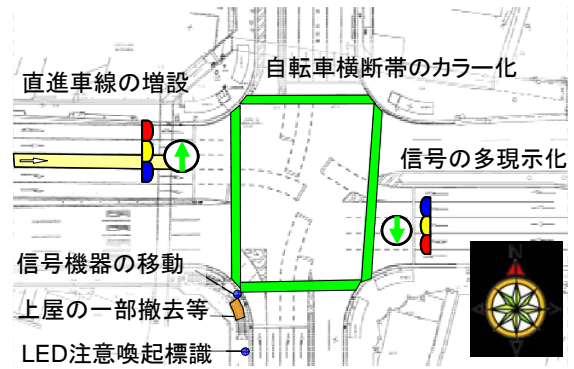 自転車横断帯のカラー化
直進車線の増設
信号の多現示化
信号機器の移動
上屋の一部撤去等
LED注意喚起標識
N